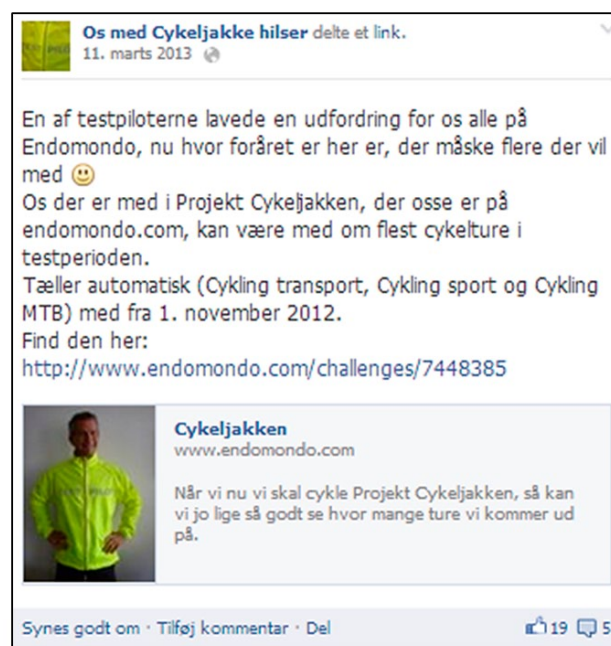 Os med Cykeljakke hilser delte et link.
11. marts 2013
En af testpiloterne lavede en udfordring for os alle på
Endomondo, nu hvor foråret er her er, der måske flere der vil
med
Os der er med i Projekt Cykeljakken, der osse er på
endomondo.com, kan være med om flest cykelture i
testperioden.
Tæller automatisk (Cykling transport, Cykling sport og Cykling
MTB) med fra 1. november 2012.
Find den her:
http://www.endomondo.com/challenges/7448385
Cykeljakken
www.endomondo.com
Når vi nu vi skal cykle Projekt Cykeljakken, så kan
vi jo lige så godt se hvor mange ture vi kommer ud
på.
Synes godt om · Tilføj kommentar · Del 19 5